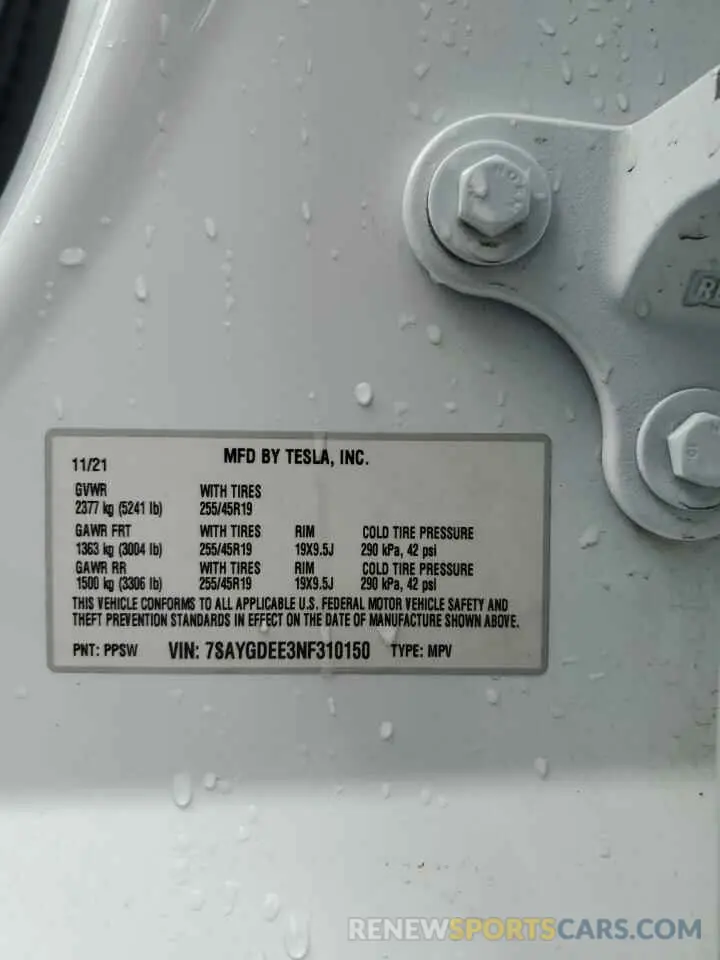 11/21 MFD BY TESLA, INC.
GVWR WITH TIRES
2377 kg (5241 lb) 255/45R19
GAWR FRT WITH TIRES RIM COLD TIRE PRESSURE
1363 kg (3004 lb) 255/45R19 19X9.5J 290 kPa, 42 psi
GAWR RR WITH TIRES RIM COLD TIRE PRESSURE
1500 kg (3306 lb) 255/45R19 19X9.5J 290 kPa, 42 psi
THIS VEHICLE CONFORMS TO ALL APPLICABLE U.S. FEDERAL MOTOR VEHICLE SAFETY AND
THEFT PREVENTION STANDARDS IN EFFECT ON THE DATE OF MANUFACTURE SHOWN ABOVE.
PNT: PPSW VIN: 7SAYGDEE3NF310150 TYPE: MPV
RENEWSPORTSCARS.COM